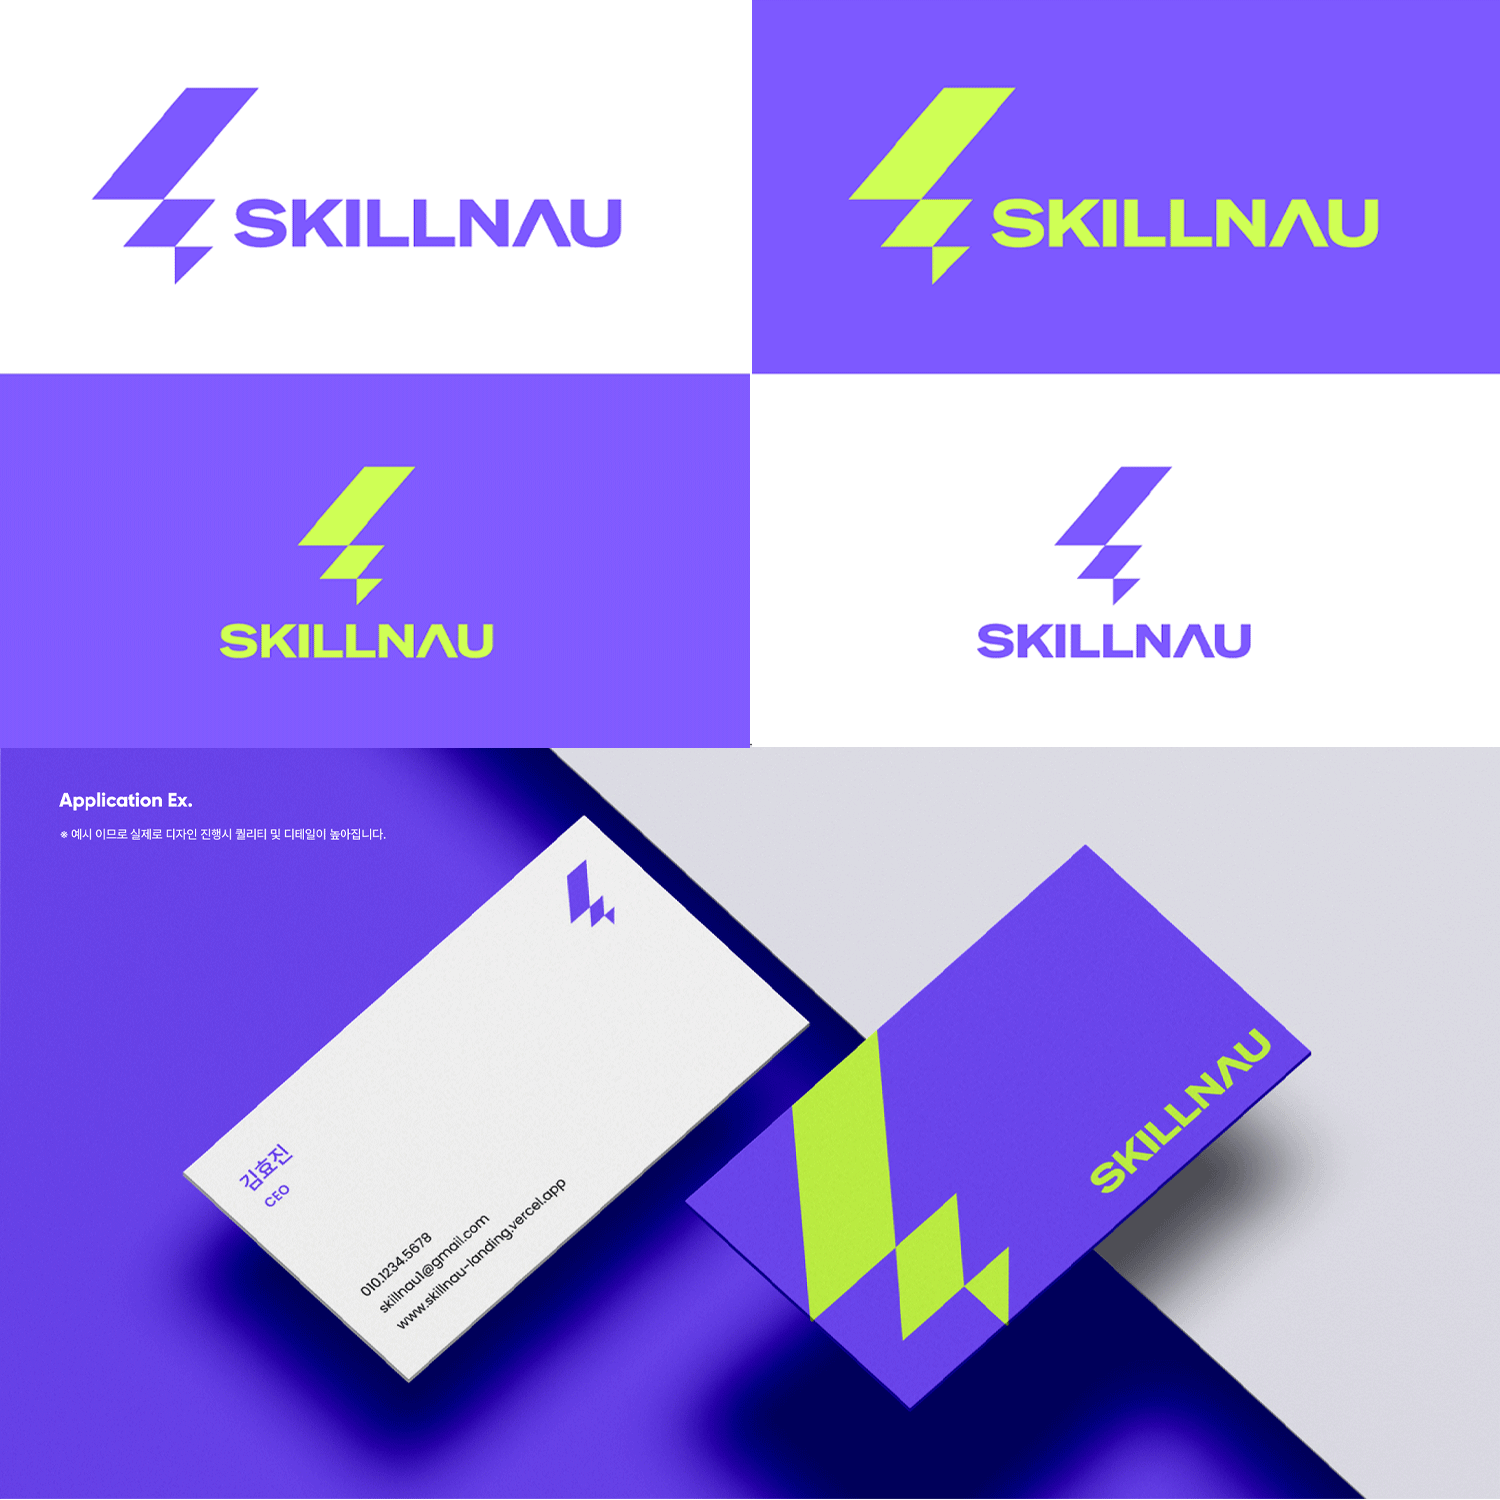 SKILLNAU
SKILLNAU
SKILLNAU
SKILLNAU
Application Ex.
※ 예시 이므로 실제로 디자인 진행시 퀄리티 및 디테일이 높아집니다.
김효진
CEO
010.1234.5678
skillnau1@gmail.com
www.skillnau-landing.vercel.app
SKILLNAU